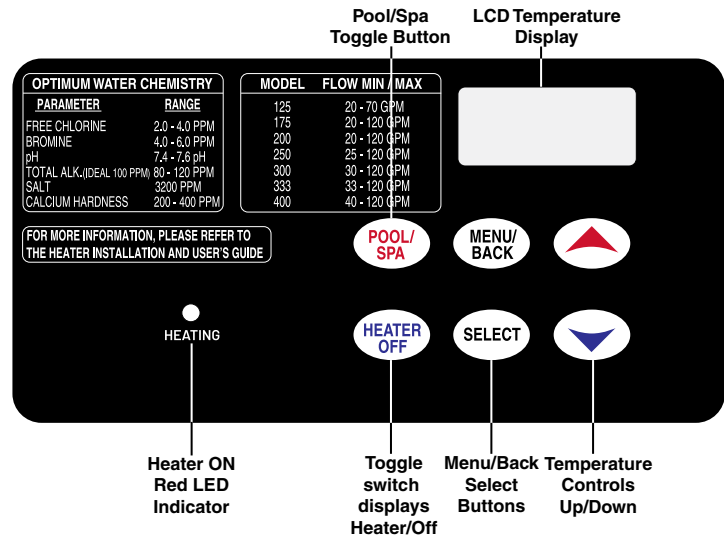 Pool/Spa
Toggle Button
LCD Temperature
Display
OPTIMUM WATER CHEMISTRY
PARAMETER RANGE
FREE CHLORINE 2.0 - 4.0 PPM
BROMINE 4.0 - 6.0 PPM
pH 7.4 - 7.6 pH
TOTAL ALK.(IDEAL 100 PPM) 80 - 120 PPM
SALT 3200 PPM
CALCIUM HARDNESS 200 - 400 PPM
MODEL FLOW MIN / MAX
125 20 - 70 GPM
175 20 - 120 GPM
200 20 - 120 GPM
250 25 - 120 GPM
300 30 - 120 GPM
333 33 - 120 GPM
400 40 - 120 GPM
FOR MORE INFORMATION, PLEASE REFER TO
THE HEATER INSTALLATION AND USER'S GUIDE
POOL/
SPA
MENU/
BACK
HEATING
HEATER
OFF
SELECT
Heater ON
Red LED
Indicator
Toggle
switch
displays
Heater/Off
Menu/Back
Select
Buttons
Temperature
Controls
Up/Down